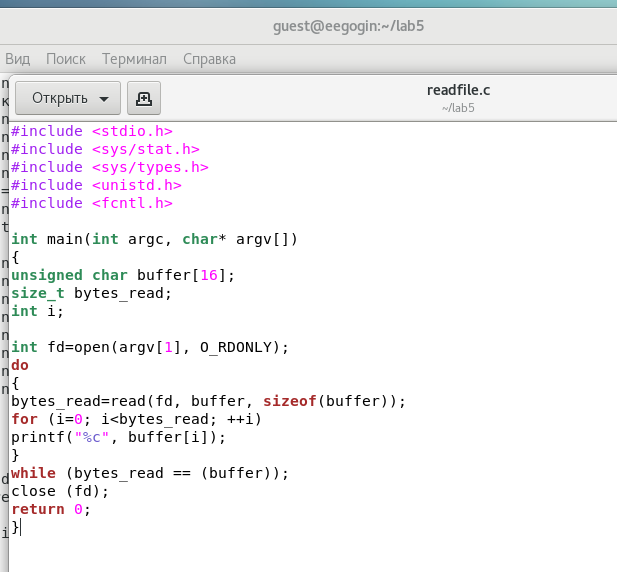 guest@eegogin:~/lab5
Вид Поиск Терминал Справка
Открыть
readfile.c
~/lab5
#include <stdio.h>
#include <sys/stat.h>
#include <sys/types.h>
#include <unistd.h>
#include <fcntl.h>
int main(int argc, char* argv[])
{
unsigned char buffer[16];
size_t bytes_read;
int i;
int fd=open(argv[1], O_RDONLY);
do
{
bytes_read=read(fd, buffer, sizeof(buffer));
for (i=0; i<bytes_read; ++i)
printf("%c", buffer[i]);
}
while (bytes_read == (buffer));
close (fd);
return 0;
}